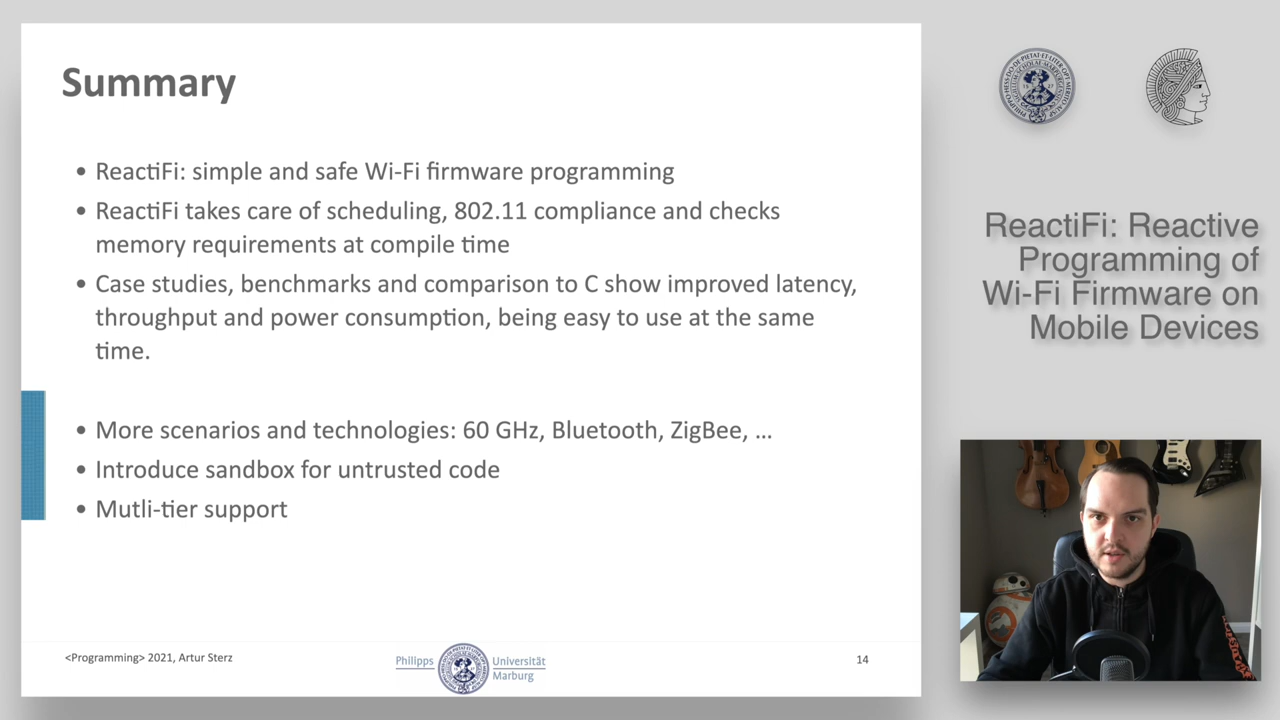 Summary
• ReactiFi: simple and safe Wi-Fi firmware programming
• ReactiFi takes care of scheduling, 802.11 compliance and checks
memory requirements at compile time
• Case studies, benchmarks and comparison to C show improved latency,
throughput and power consumption, being easy to use at the same
time.
• More scenarios and technologies: 60 GHz, Bluetooth, ZigBee, ...
• Introduce sandbox for untrusted code
• Mutli-tier support
<Programming> 2021, Artur Sterz
Philipps Universität
Marburg
14
ReactiFi: Reactive
Programming of
Wi-Fi Firmware on
Mobile Devices